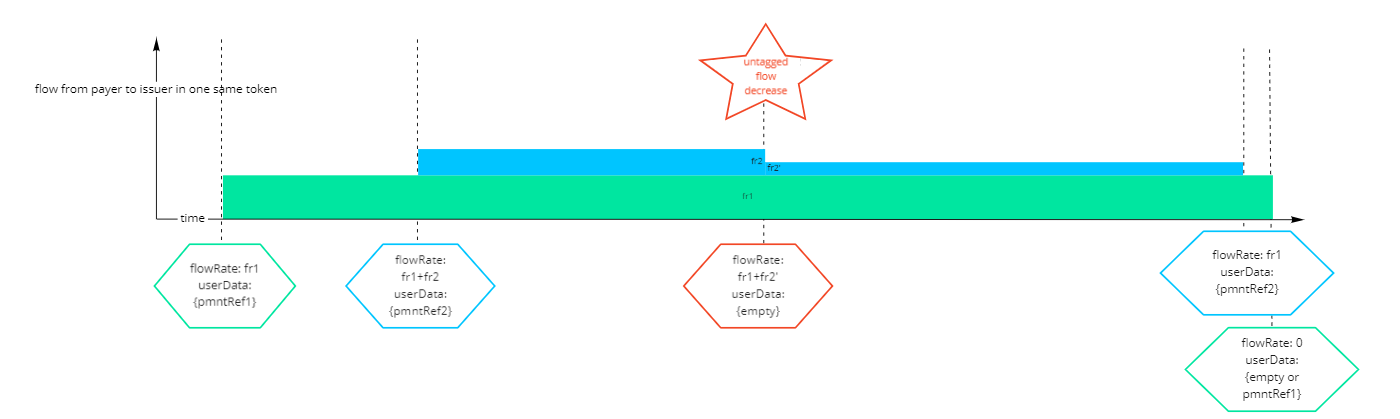 untagged
flow
decrease
flow from payer to issuer in one same token
fr2
fr2'
fr1
time
flowRate: fr1
userData:
{pmntRef1}
flowRate:
fr1+fr2
userData:
{pmntRef2}
flowRate:
fr1+fr2'
userData:
{empty}
flowRate: fr1
userData:
{pmntRef2}
flowRate: 0
userData:
{empty or
pmntRef1}